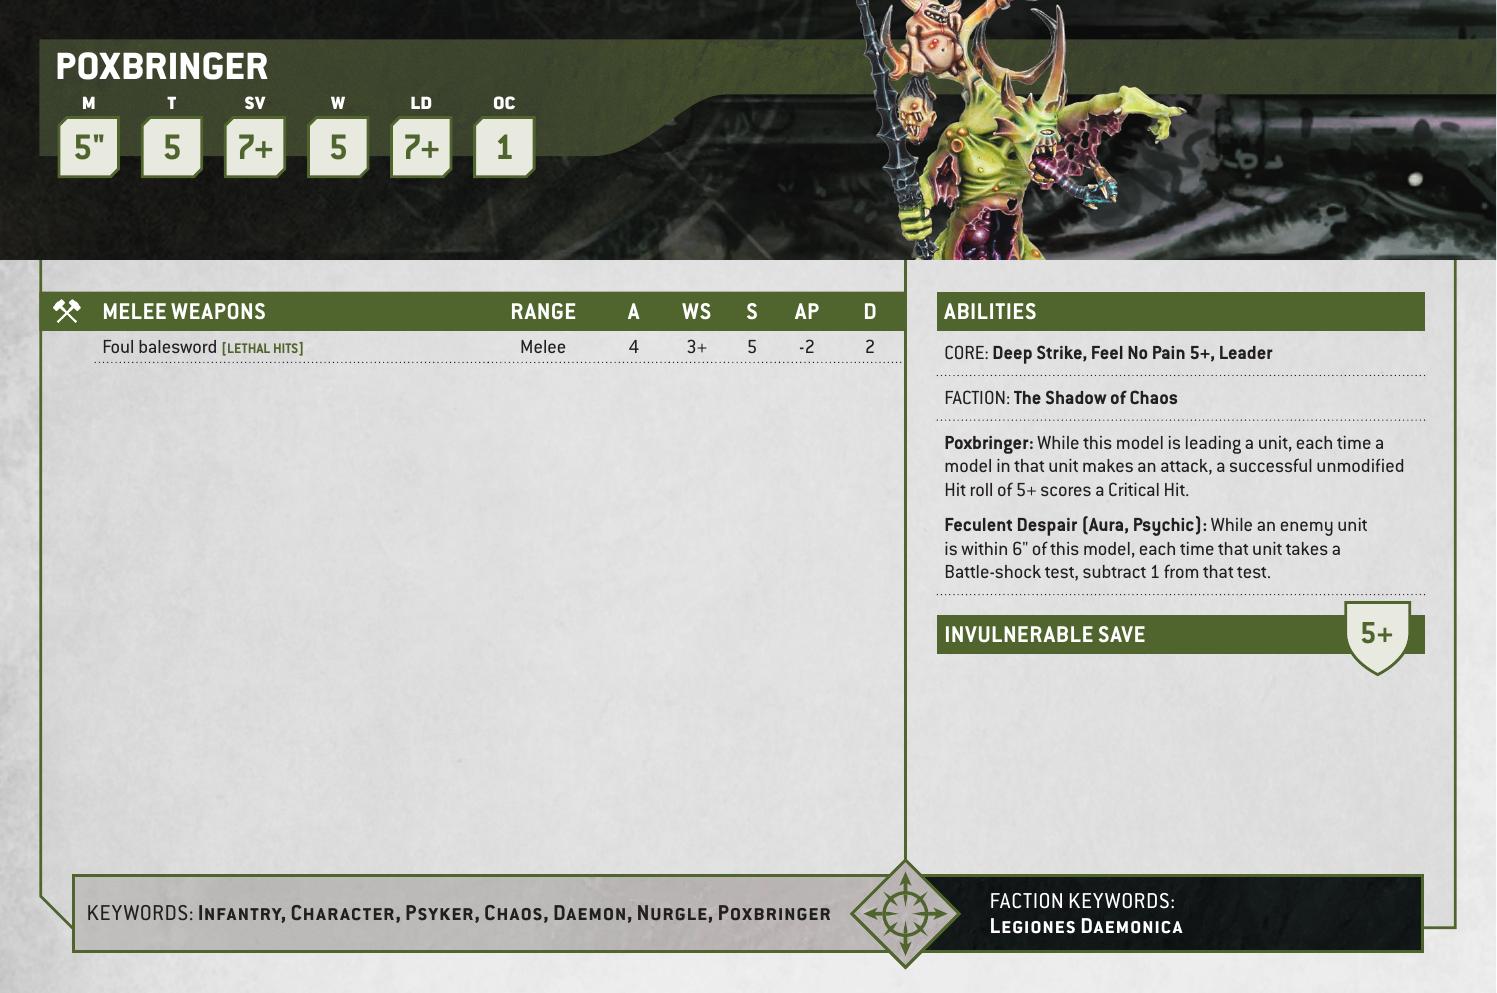 POXBRINGER
M T SV W LD OC
5" 5 7+ 5 7+ 1
MELEE WEAPONS RANGE A WS S AP D
Foul balesword [LETHAL HITS] Melee 4 3+ 5 -2 2
ABILITIES
CORE: Deep Strike, Feel No Pain 5+, Leader
FACTION: The Shadow of Chaos
Poxbringer: While this model is leading a unit, each time a
model in that unit makes an attack, a successful unmodified
Hit roll of 5+ scores a Critical Hit.
Feculent Despair (Aura, Psychic): While an enemy unit
is within 6" of this model, each time that unit takes a
Battle-shock test, subtract 1 from that test.
INVULNERABLE SAVE 5+
KEYWORDS: INFANTRY, CHARACTER, PSYKER, CHAOS, DAEMON, NURGLE, POXBRINGER
FACTION KEYWORDS:
LEGIONES DAEMONICA